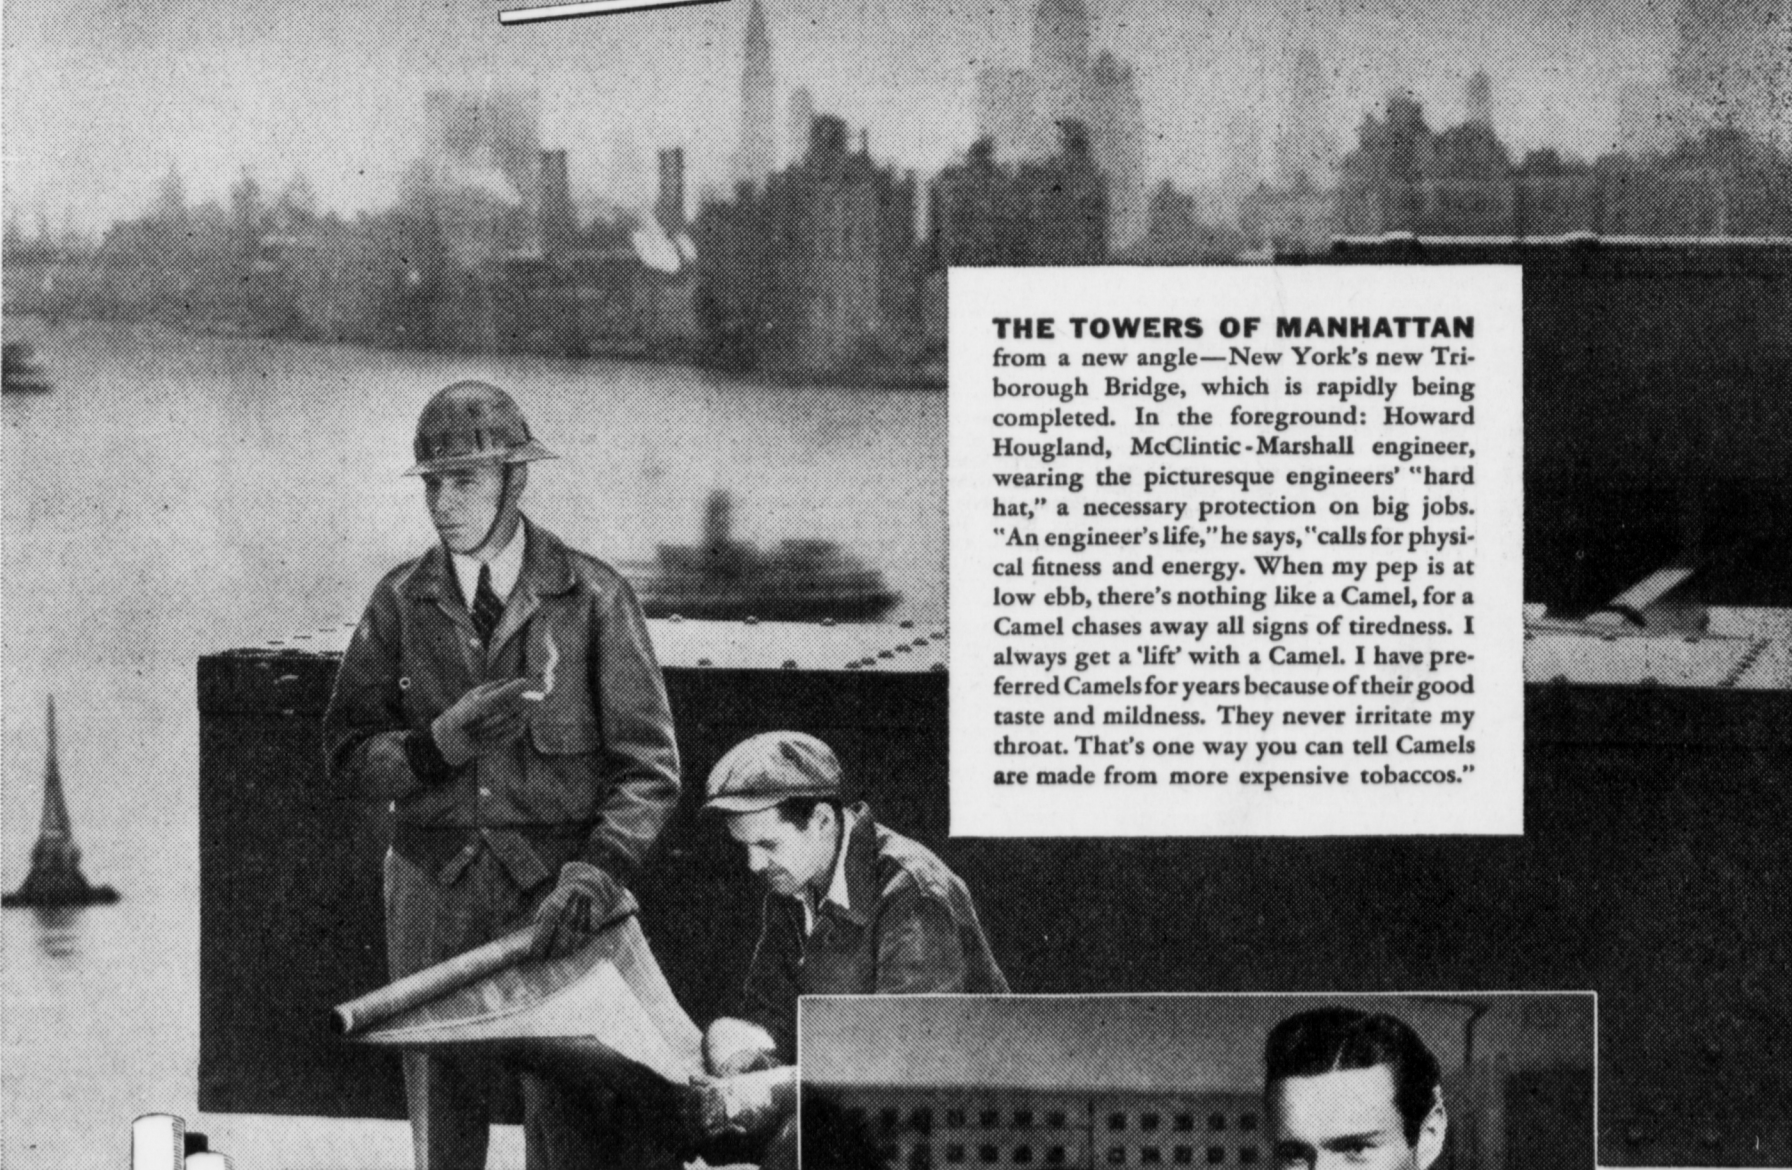 THE TOWERS OF MANHATTAN
from a new angle—New York's new Tri-
borough Bridge, which is rapidly being
completed. In the foreground: Howard
Hougland, McClintic-Marshall engineer,
wearing the picturesque engineers' "hard
hat," a necessary protection on big jobs.
"An engineer's life," he says, "calls for physi-
cal fitness and energy. When my pep is at
low ebb, there's nothing like a Camel, for a
Camel chases away all signs of tiredness. I
always get a 'lift' with a Camel. I have pre-
ferred Camels for years because of their good
taste and mildness. They never irritate my
throat. That's one way you can tell Camels
are made from more expensive tobaccos."